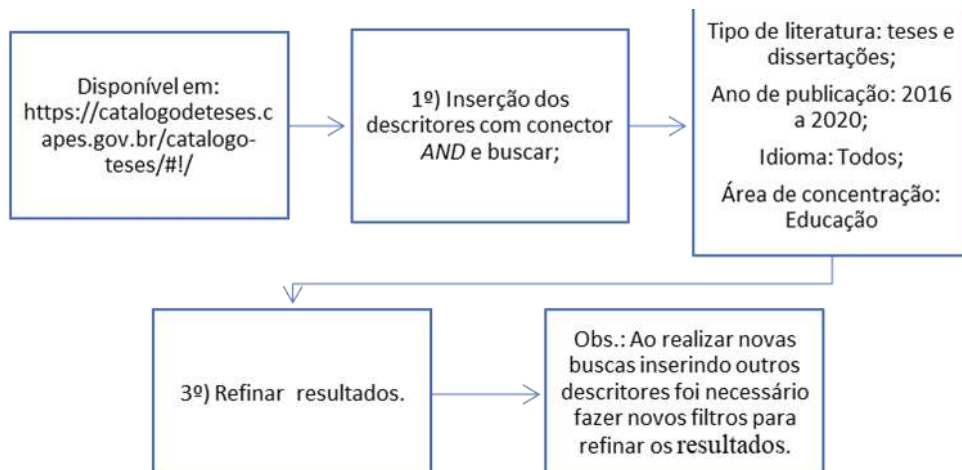 Disponível em:
https://catalogodeteses.c
apes.gov.br/catalogo-
teses/#!/
1º) Inserção dos
descritores com conector
AND e buscar;
Tipo de literatura: teses e
dissertações;
Ano de publicação: 2016
a 2020;
Idioma: Todos;
Área de concentração:
Educação
3º) Refinar resultados.
Obs.: Ao realizar novas
buscas inserindo outros
descritores foi necessário
fazer novos filtros para
refinar os resultados.